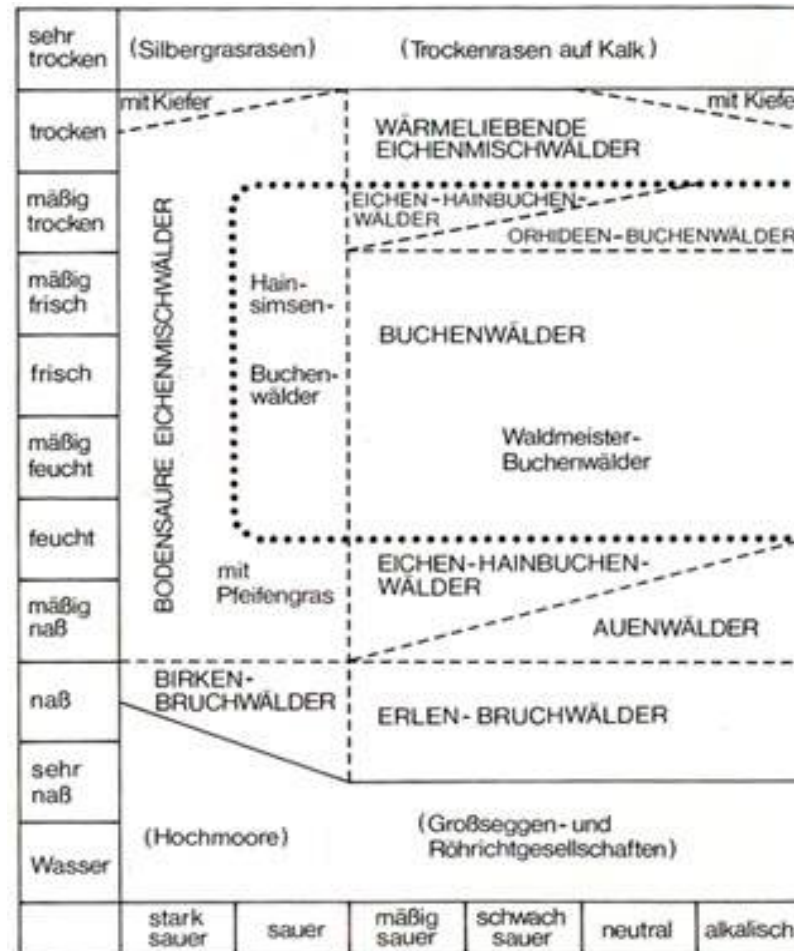 sehr
trocken
(Silbergrasrasen)
(Trockenrasen auf Kalk)
mit Kiefer
mit Kiefe
trocken
WÄRMELIEBENDE
EICHENMISCHWÄLDER
mäßig
trocken
EICHEN-HAINBUCHEN-
WÄLDER
ORHIDEEN-BUCHENWÄLDER
BODENSAURE EICHENMISCHWÄLDER
mäßig
frisch
Hain-
simsen-
Buchen-
wälder
BUCHENWÄLDER
frisch
mäßig
feucht
Waldmeister-
Buchenwälder
feucht
mit
Pfeifengras
EICHEN-HAINBUCHEN-
WÄLDER
mäßig
naß
AUENWÄLDER
naß
BIRKEN-
BRUCHWÄLDER
ERLEN-BRUCHWÄLDER
sehr
naß
(Hochmoore)
(Großseggen-und
Röhrichtgesellschaften)
Wasser
stark
sauer
sauer
mäßig
sauer
schwach
sauer
neutral
alkalisch